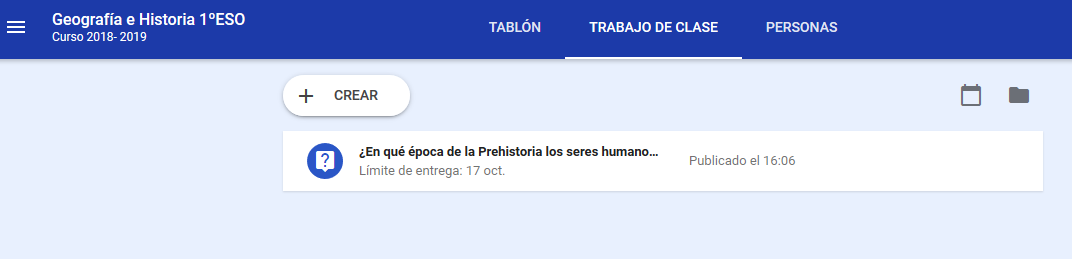 Geografía e Historia 1ºESO
Curso 2018- 2019
TABLÓN
TRABAJO DE CLASE
PERSONAS
+ CREAR
¿En qué época de la Prehistoria los seres humano...
Publicado el 16:06
Límite de entrega: 17 oct.